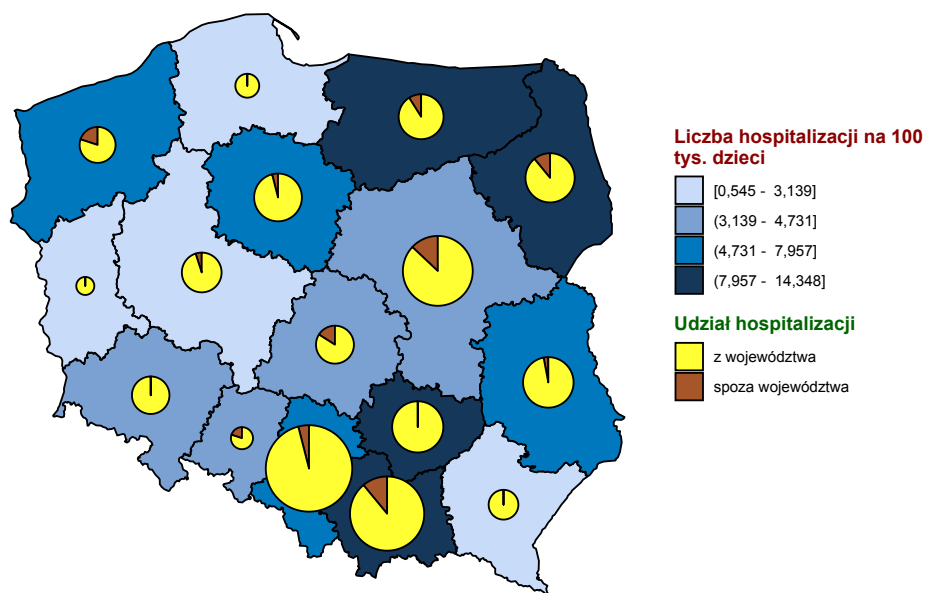 Liczba hospitalizacji na 100
tys. dzieci
[0,545 - 3,139]
(3,139 - 4,731]
(4,731 - 7,957]
(7,957 - 14,348]
Udział hospitalizacji
z województwa
spoza województwa